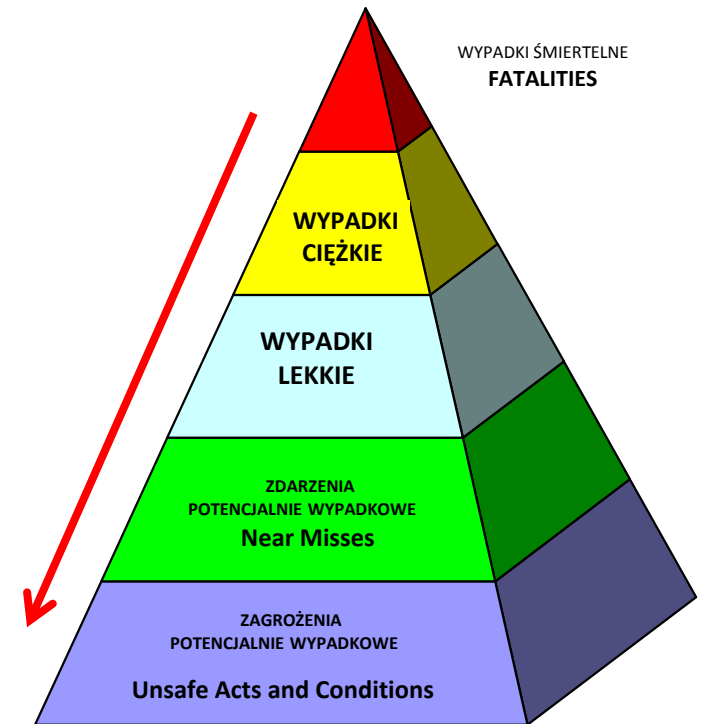 WYPADKI ŚMIERTELNE
FATALITIES
WYPADKI
CIĘŻKIE
WYPADKI
LEKKIE
ZDARZENIA
POTENCJALNIE WYPADKOWE
Near Misses
ZAGROŻENIA
POTENCJALNIE WYPADKOWE
Unsafe Acts and Conditions